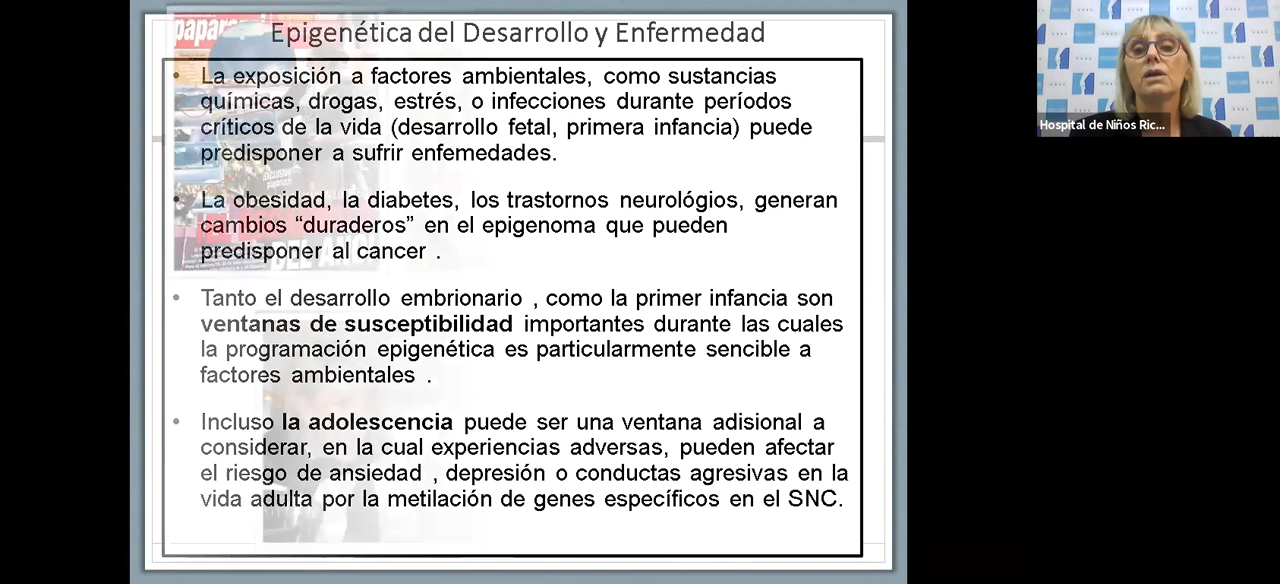 paparazzi
Epigenética del Desarrollo y Enfermedad
• La exposición a factores ambientales, como sustancias
químicas, drogas, estrés, o infecciones durante períodos
críticos de la vida (desarrollo fetal, primera infancia) puede
predisponer a sufrir enfemedades.
• La obesidad, la diabetes, los trastornos neurológios, generan
cambios “duraderos” en el epigenoma que pueden
predisponer al cancer .
• Tanto el desarrollo embrionario , como la primer infancia son
ventanas de susceptibilidad importantes durante las cuales
la programación epigenética es particularmente sencible a
factores ambientales .
• Incluso la adolescencia puede ser una ventana adisional a
considerar, en la cual experiencias adversas, pueden afectar
el riesgo de ansiedad , depresión o conductas agresivas en la
vida adulta por la metilación de genes específicos en el SNC.
Hospital de Niños Ric...